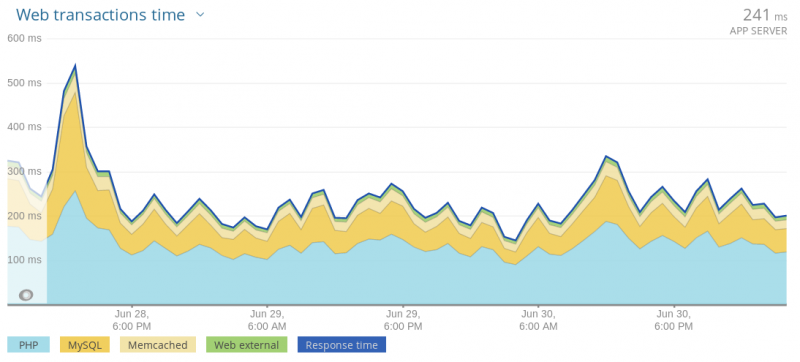 Web transactions time
241 ms
APP SERVER
600 ms
500 ms
400 ms
300 ms
200 ms
100 ms
Jun 28,
6:00 PM
Jun 29,
6:00 AM
Jun 29,
6:00 PM
Jun 30,
6:00 AM
Jun 30,
6:00 PM
PHP
MySQL
Memcached
Web external
Response time